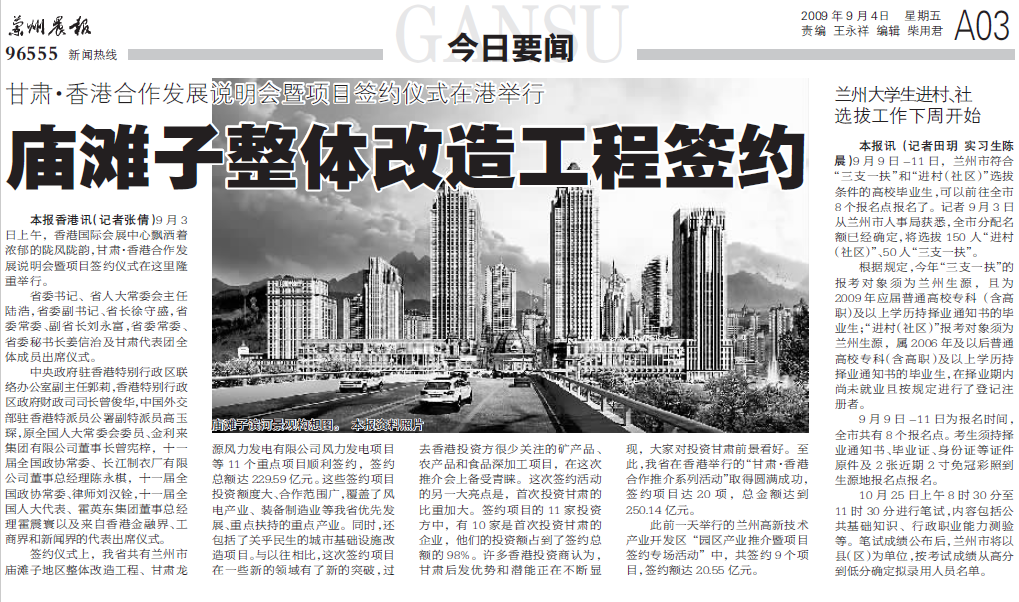 兰州晨报
96555 新闻热线
GANSU
今日要闻
2009年9月4日 星期五
责编 王永祥 编辑 柴用君
A03
甘肃·香港合作发展说明会暨项目签约仪式在港举行
庙滩子整体改造工程签约
本报香港讯(记者张倩)9月3
日上午，香港国际会展中心飘洒着
浓郁的陇风陇韵,甘肃·香港合作发
展说明会暨项目签约仪式在这里隆
重举行。
省委书记、省人大常委会主任
陆浩,省委副书记、省长徐守盛,省
委常委、副省长刘永富,省委常委、
省委秘书长姜信治及甘肃代表团全
体成员出席仪式。
中央政府驻香港特别行政区联
络办公室副主任郭莉,香港特别行政
区政府财政司司长曾俊华,中国外交
部驻香港特派员公署副特派员高玉
琛,原全国人大常委会委员、金利来
集团有限公司董事长曾宪梓，十一
届全国政协常委、长江制衣厂有限
公司董事总经理陈永棋，十一届全
国政协常委、律师刘汉铨,十一届全
国人大代表、霍英东集团董事总经
理霍震寰以及来自香港金融界、工
商界和新闻界的代表出席仪式。
签约仪式上，我省共有兰州市
庙滩子地区整体改造工程、甘肃龙
庙滩子滨河景观构想图。 本报资料照片
源风力发电有限公司风力发电项目
等11个重点项目顺利签约，签约
总额达229.59亿元。这些签约项目
投资额度大、合作范围广,覆盖了风
电产业、装备制造业等我省优先发
展、重点扶持的重点产业。同时,还
包括了关乎民生的城市基础设施改
造项目。与以往相比,这次签约项目
在一些新的领域有了新的突破,过
去香港投资方很少关注的矿产品、
农产品和食品深加工项目，在这次
推介会上备受青睐。这次签约活动
的另一大亮点是，首次投资甘肃的
比重加大。签约项目的11家投资
方中，有10家是首次投资甘肃的
企业，他们的投资额占到了签约总
额的98%。许多香港投资商认为，
甘肃后发优势和潜能正在不断显
现，大家对投资甘肃前景看好。至
此,我省在香港举行的“甘肃·香港
合作推介系列活动”取得圆满成功，
签约项目达20项，总金额达到
250.14亿元。
此前一天举行的兰州高新技术
产业开发区“园区产业推介暨项目
签约专场活动”中，共签约9个项
目,签约额达20.55亿元。
兰州大学生进村、社
选拔工作下周开始
本报讯 (记者田玥 实习生陈
晨)9月9日-11日，兰州市符合
“三支一扶”和“进村(社区)”选拔
条件的高校毕业生,可以前往全市
8个报名点报名了。记者9月3日
从兰州市人事局获悉,全市分配名
额已经确定,将选拔150人“进村
(社区)”、50人“三支一扶”。
根据规定,今年“三支一扶”的
报考对象须为兰州生源，且为
2009年应届普通高校专科（含高
职)及以上学历持择业通知书的毕
业生;“进村(社区)”报考对象须为
兰州生源，属2006年及以后普通
高校专科(含高职)及以上学历持
择业通知书的毕业生,在择业期内
尚未就业且按规定进行了登记注
册者。
9月9日-11日为报名时间，
全市共有8个报名点。考生须持择
业通知书、毕业证、身份证等证件
原件及2张近期2寸免冠彩照到
生源地报名点报名。
10月25日上午8时30分至
11时30分进行笔试,内容包括公
共基础知识、行政职业能力测验
等。笔试成绩公布后,兰州市将以
县(区)为单位,按考试成绩从高分
到低分确定拟录用人员名单。